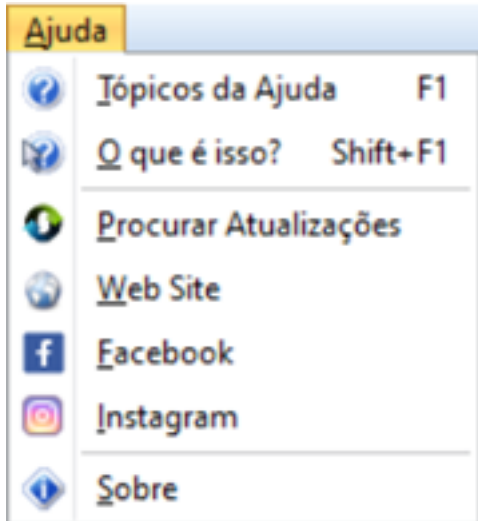 Ajuda
Tópicos da Ajuda F1
O que é isso? Shift+F1
Procurar Atualizações
Web Site
Facebook
Instagram
Sobre